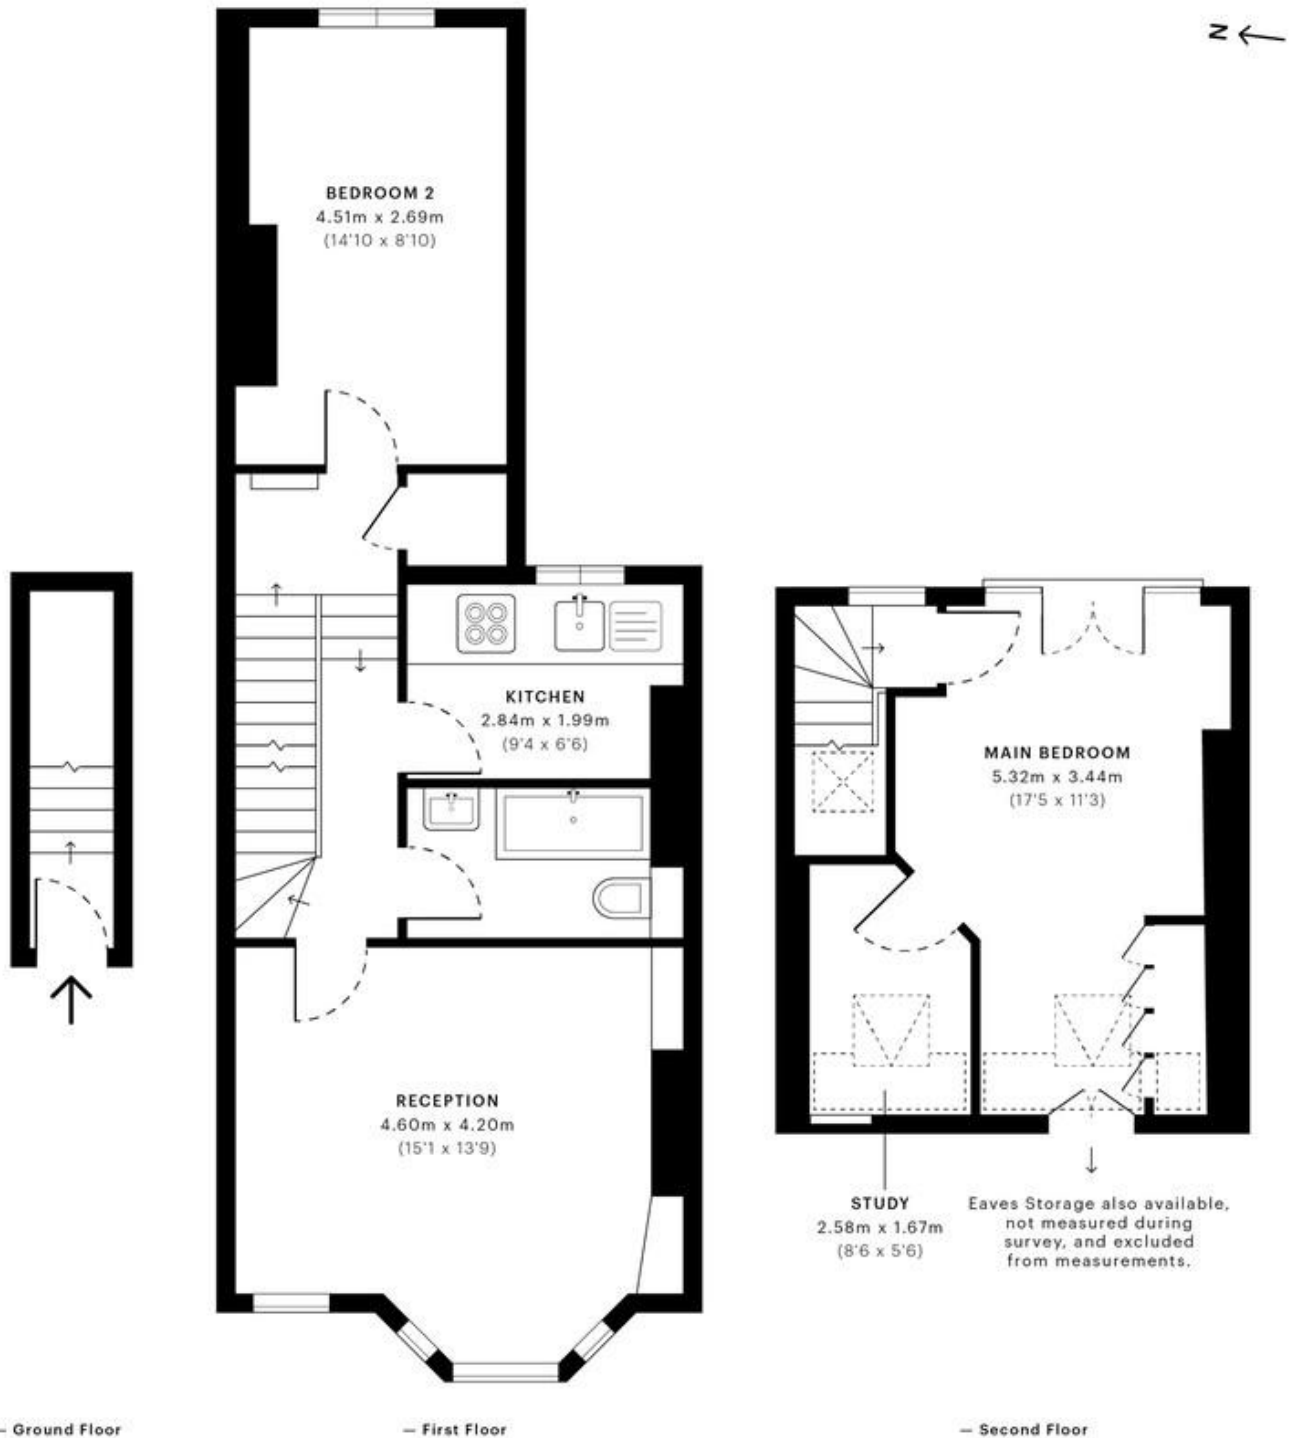 N
BEDROOM 2
4.51m x 2.69m
(14'10 x 8'10)
KITCHEN
2.84m x 1.99m
(9'4 x 6'6)
MAIN BEDROOM
5.32m x 3.44m
(17'5 x 11'3)
RECEPTION
4.60m x 4.20m
(15'1 x 13'9)
STUDY
2.58m x 1.67m
(8'6 x 5'6)
Eaves Storage also available,
not measured during
survey, and excluded
from measurements.
— Ground Floor
— First Floor
— Second Floor